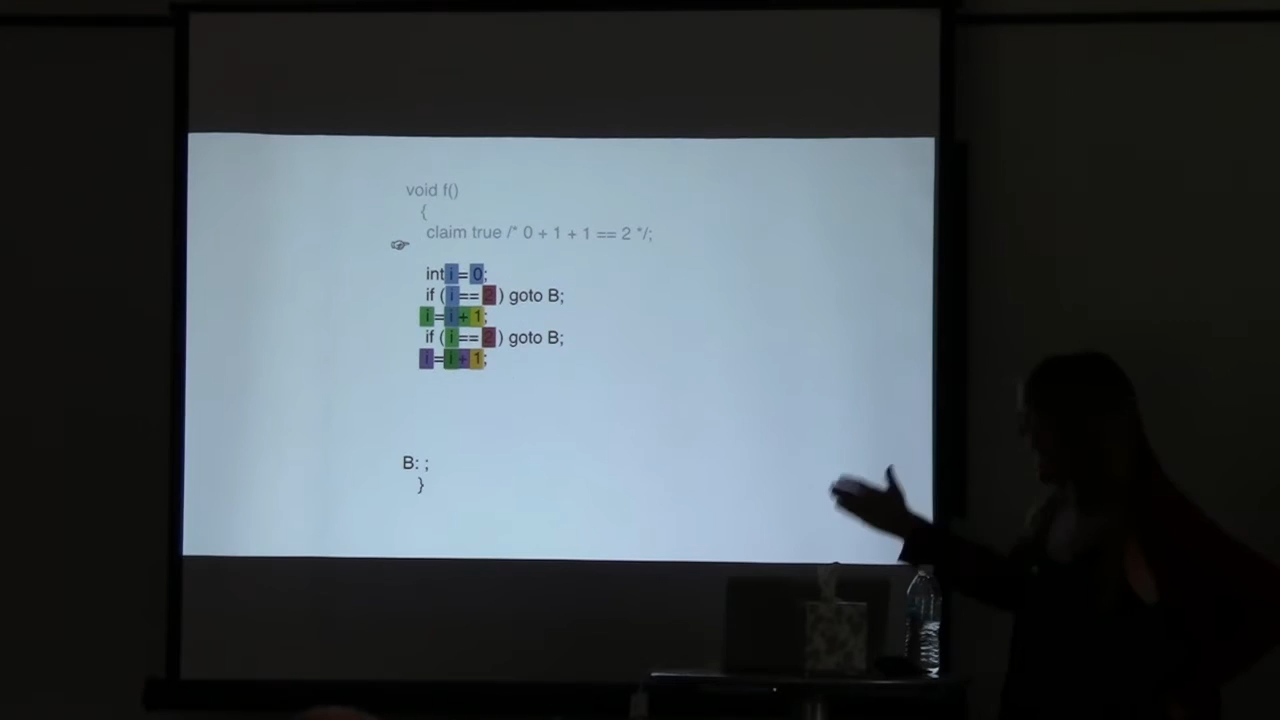 void f()
{
claim true /* 0 + 1 + 1 == 2 */;
int i = 0;
if ( i == 2 ) goto B;
i = i + 1;
if ( i == 2 ) goto B;
i = i + 1;
B: ;
}